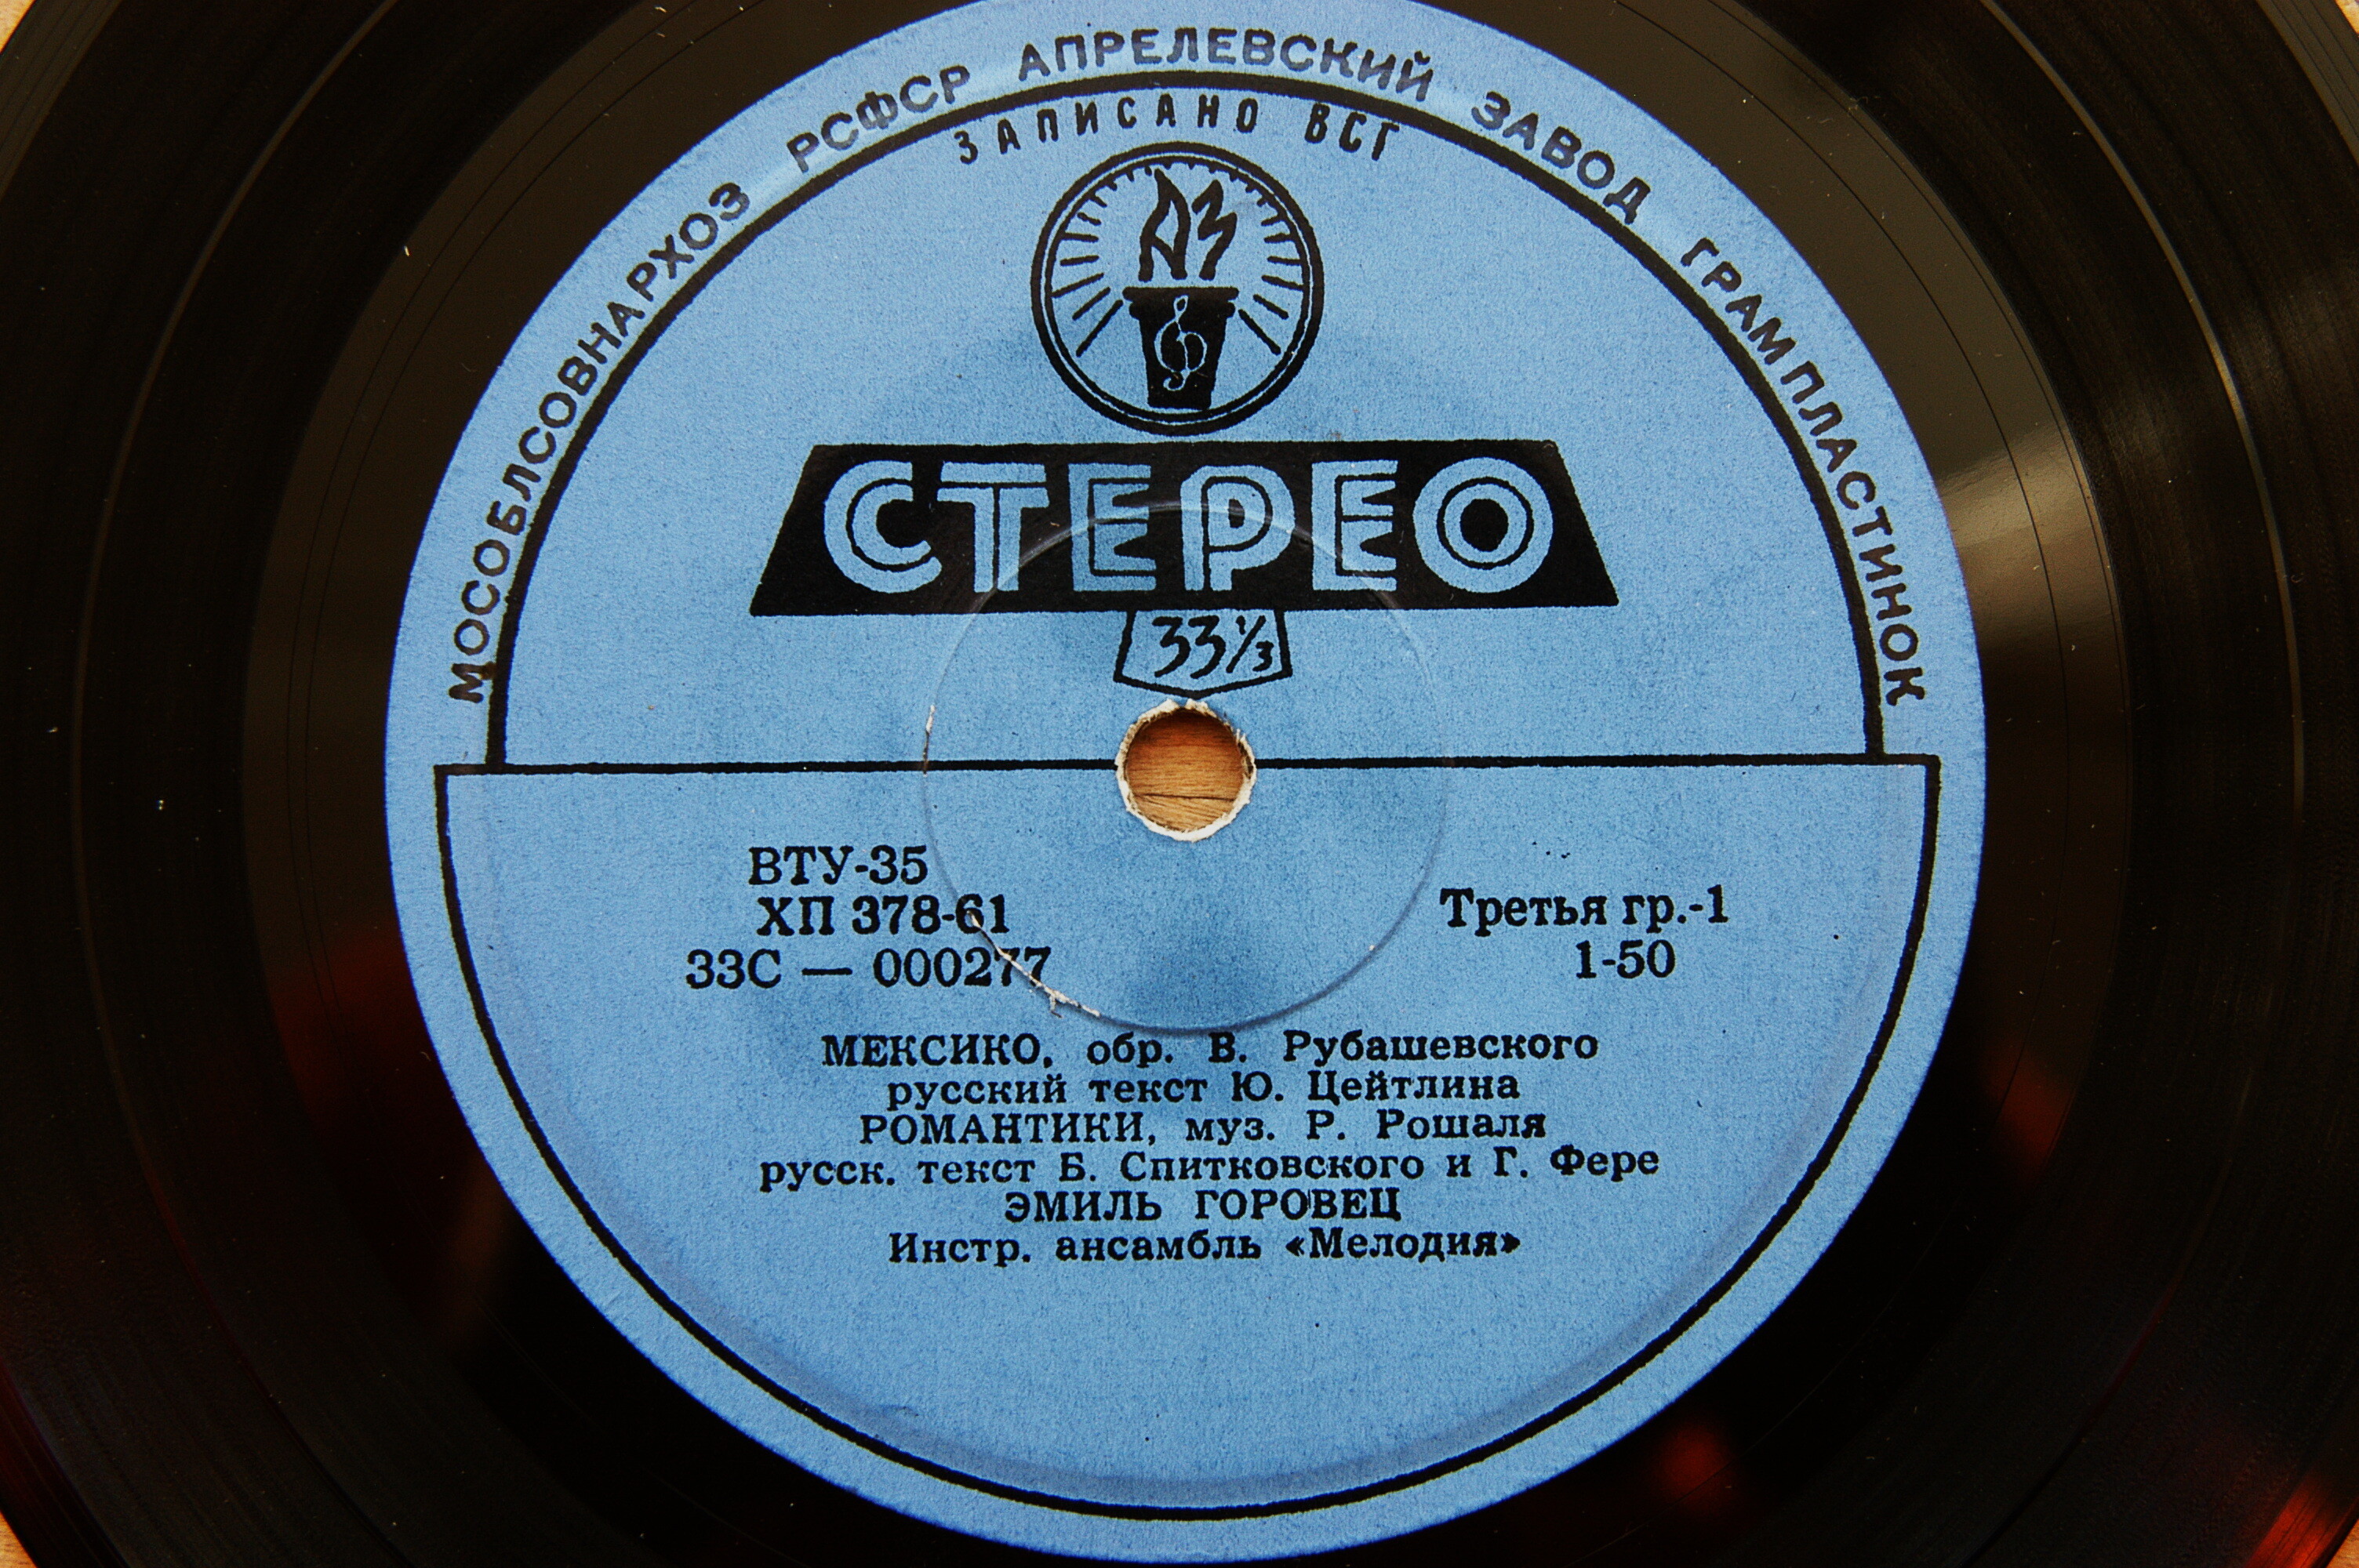 МОСОБЛСОВНАРХОЗ РСФСР АПРЕЛЕВСКИЙ ЗАВОД ГРАМПЛАСТИНОК
ЗАПИСАНО ВСГ
АЗ
СТЕРЕО
33 1/3
ВТУ-35
ХП 378-61
33С — 000277
Третья гр.-1
1-50
МЕКСИКО, обр. В. Рубашевского
русский текст Ю. Цейтлина
РОМАНТИКИ, муз. Р. Рошаля
русск. текст Б. Спитковского и Г. Фере
ЭМИЛЬ ГОРОВЕЦ
Инстр. ансамбль «Мелодия»